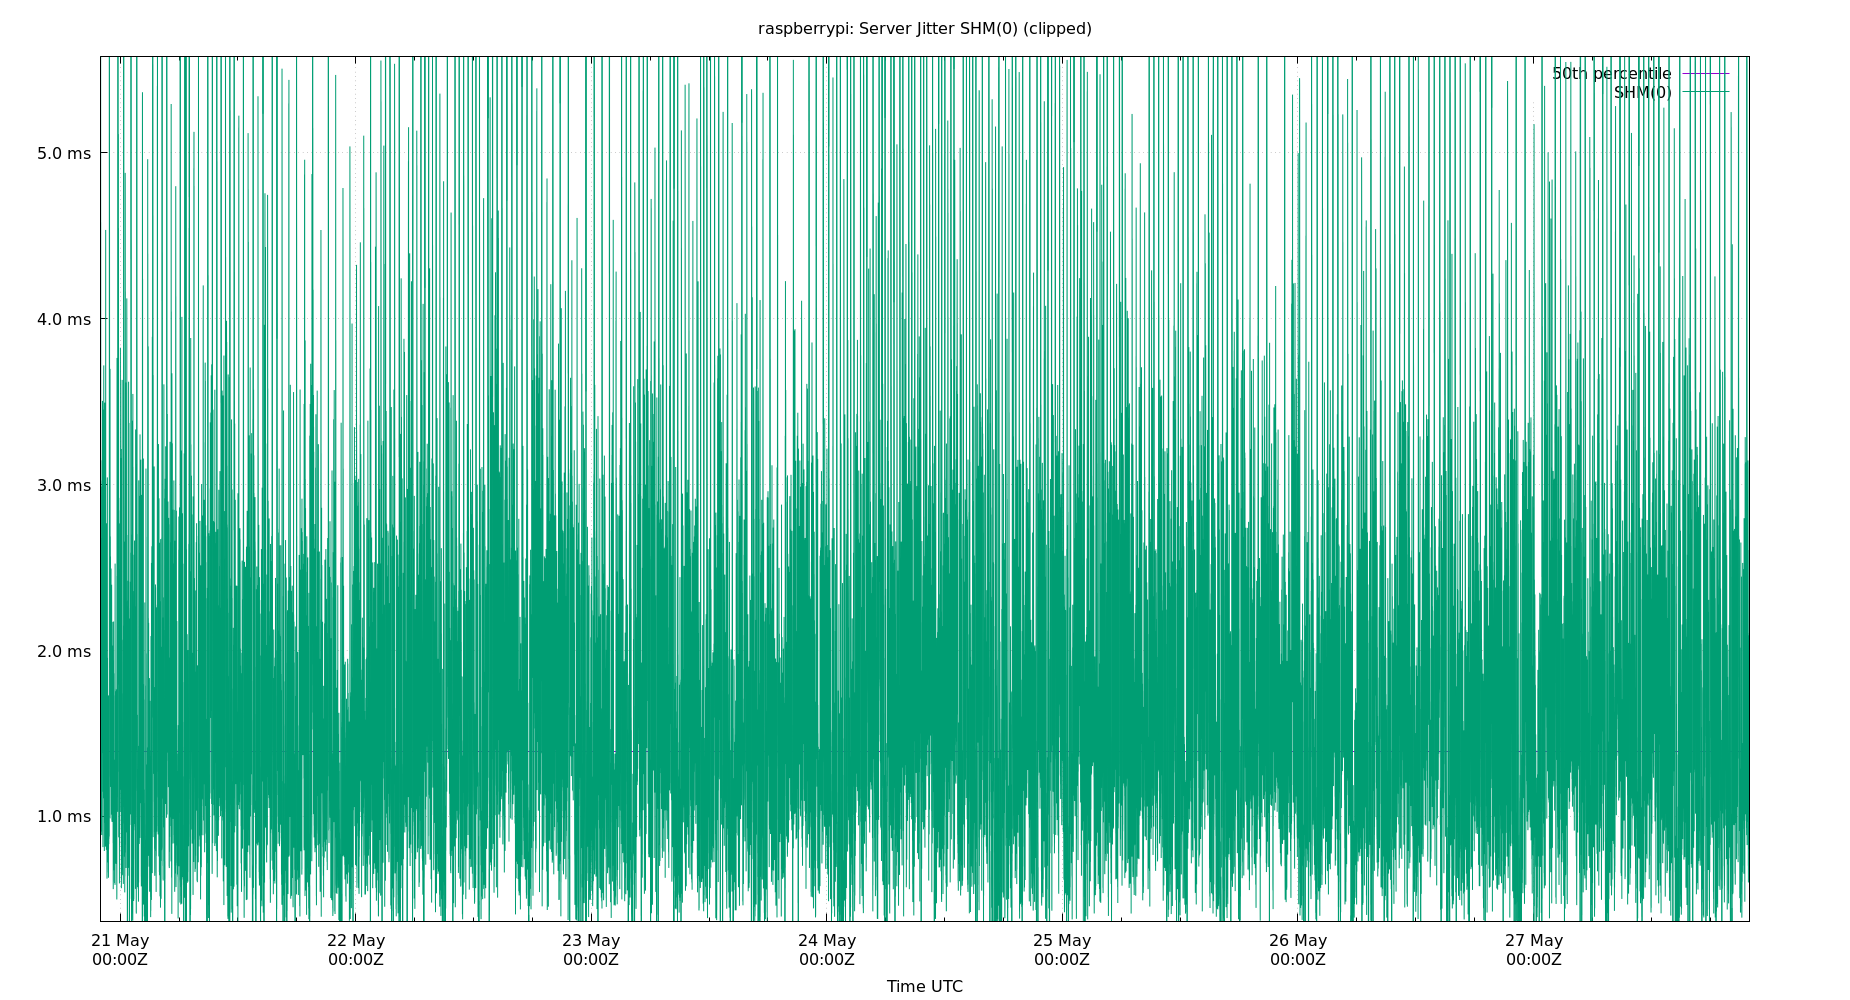 raspberrypi: Server Jitter SHM(0) (clipped)
50th percentile
SHM(0)
5.0 ms
4.0 ms
3.0 ms
2.0 ms
1.0 ms
21 May 22 May 23 May 24 May 25 May 26 May 27 May
00:00Z 00:00Z 00:00Z 00:00Z 00:00Z 00:00Z 00:00Z
Time UTC